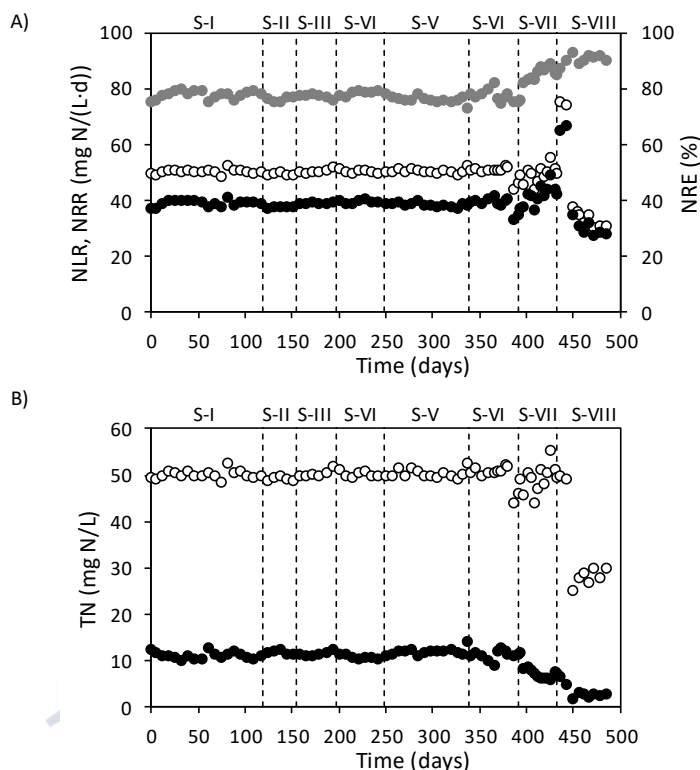 A)
S-I S-II S-III S-VI S-V S-VI S-VII S-VIII
100 100
80 80
60 60
40 40
20 20
0 0
NLR, NRR (mg N/(L·d))
NRE (%)
0 50 100 150 200 250 300 350 400 450 500
Time (days)
B)
S-I S-II S-III S-VI S-V S-VI S-VII S-VIII
60
50
40
30
20
10
0
TN (mg N/L)
0 50 100 150 200 250 300 350 400 450 500
Time (days)